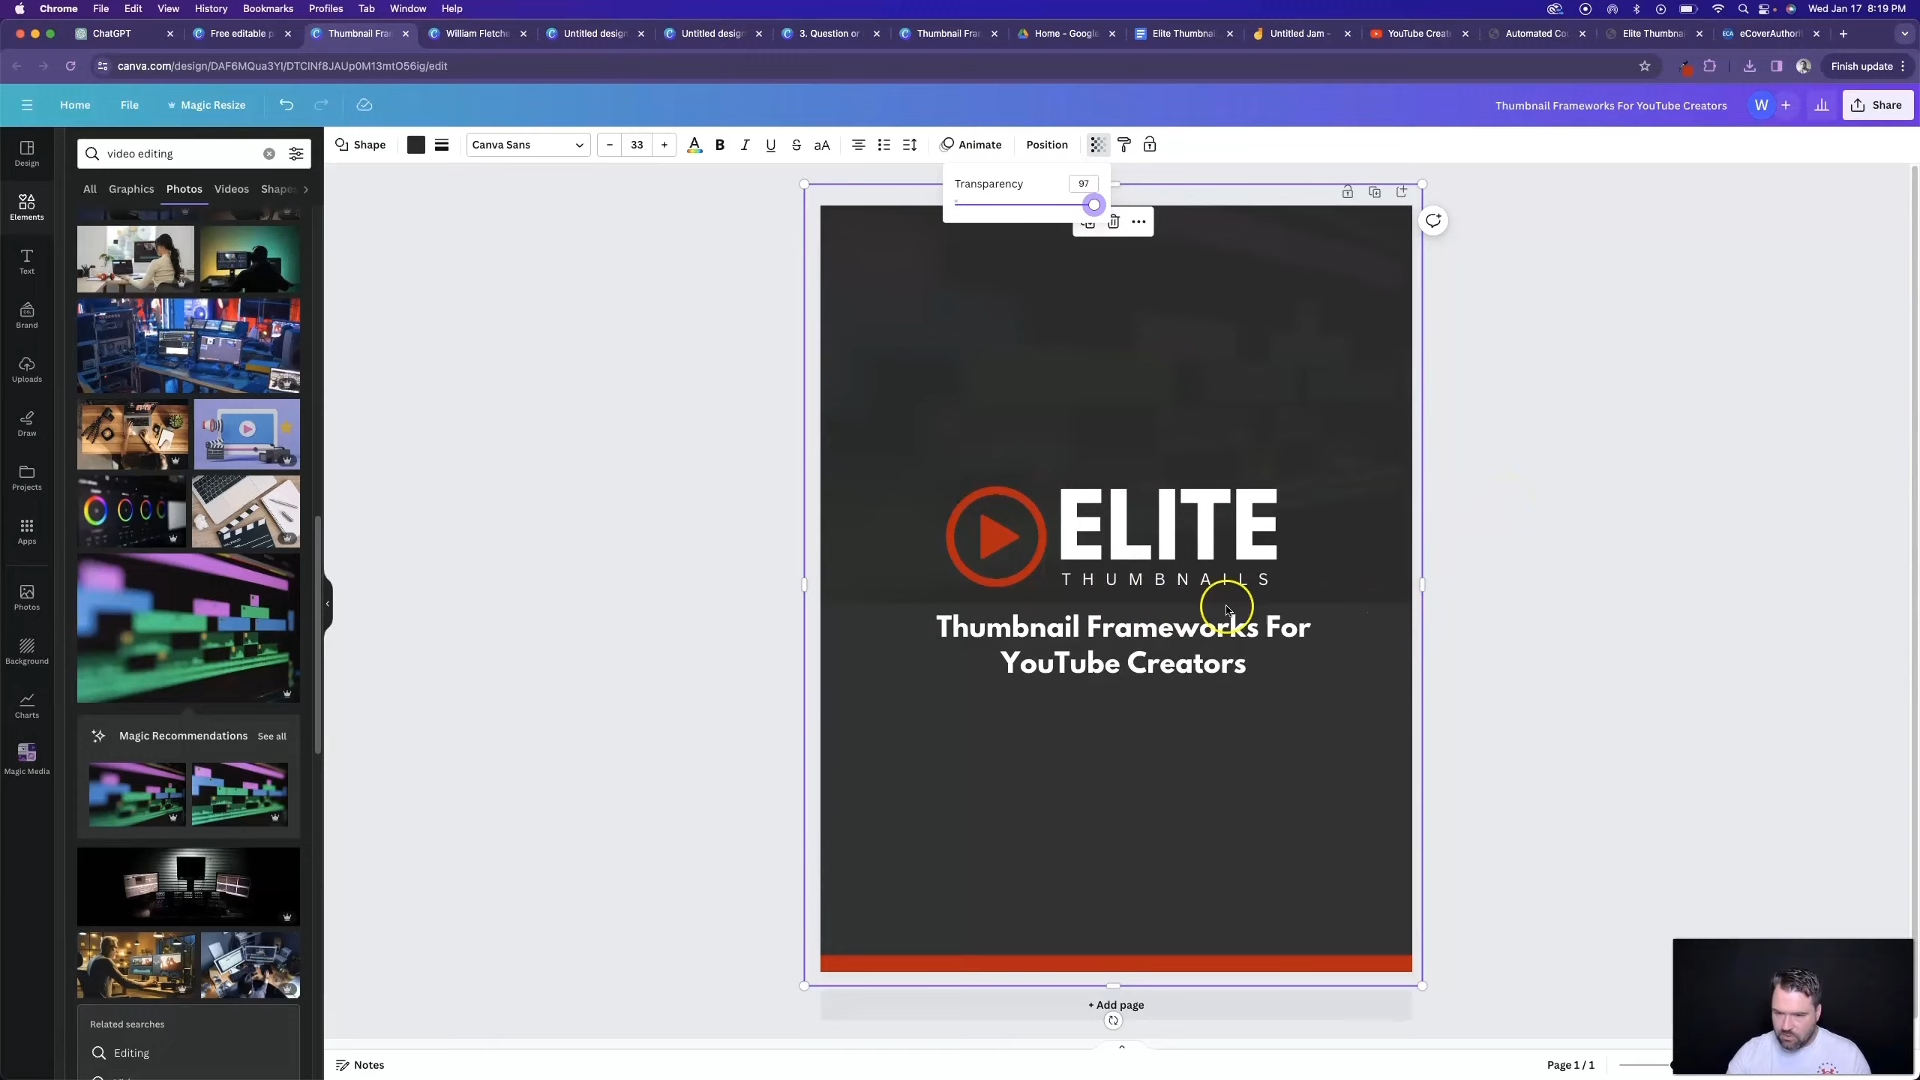 Chrome File Edit View History Bookmarks Profiles Tab Window Help
Wed Jan 17 8:19 PM
ChatGPT
Free editable p
Thumbnail Fra
William Fletch
Untitled design
Untitled design
3. Question or
Thumbnail Fra
Home - Google
Elite Thumbnai
Untitled Jam -
YouTube Creat
Automated Co
Elite Thumbnai
eCoverAuthori
canva.com/design/DAF6MQua3YI/DTClNf8JAUp0M13mtO56ig/edit
Finish update
Home File Magic Resize
Thumbnail Frameworks For YouTube Creators
W
Share
Design
Elements
Text
Brand
Uploads
Draw
Projects
Apps
Photos
Background
Charts
Magic Media
video editing
All Graphics Photos Videos Shapes
Magic Recommendations See all
Related searches
Editing
Shape
Canva Sans
33
A B I U S aA
Animate
Position
Transparency 97
ELITE
THUMBNAILS
Thumbnail Frameworks For
YouTube Creators
+ Add page
Notes
Page 1 / 1